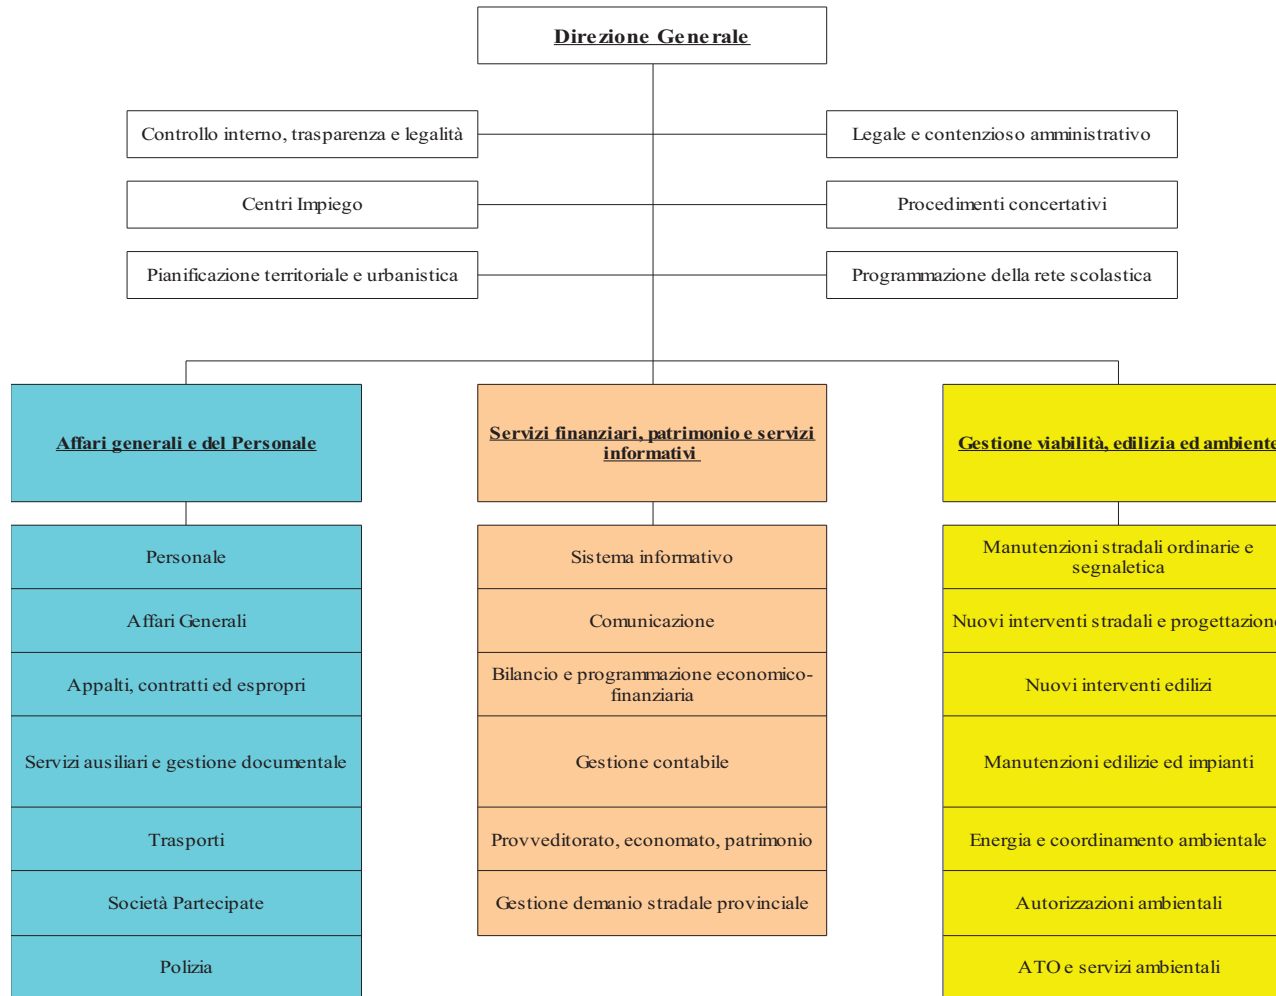 Direzione Generale
Controllo interno, trasparenza e legalità
Legale e contenzioso amministrativo
Centri Impiego
Procedimenti concertativi
Pianificazione territoriale e urbanistica
Programmazione della rete scolastica
Affari generali e del Personale
Servizi finanziari, patrimonio e servizi
informativi
Gestione viabilità, edilizia ed ambiente
Personale
Affari Generali
Appalti, contratti ed espropri
Servizi ausiliari e gestione documentale
Trasporti
Società Partecipate
Polizia
Sistema informativo
Comunicazione
Bilancio e programmazione economico-
finanziaria
Gestione contabile
Provveditorato, economato, patrimonio
Gestione demanio stradale provinciale
Manutenzioni stradali ordinarie e
segnaletica
Nuovi interventi stradali e progettazione
Nuovi interventi edilizi
Manutenzioni edilizie ed impianti
Energia e coordinamento ambientale
Autorizzazioni ambientali
ATO e servizi ambientali